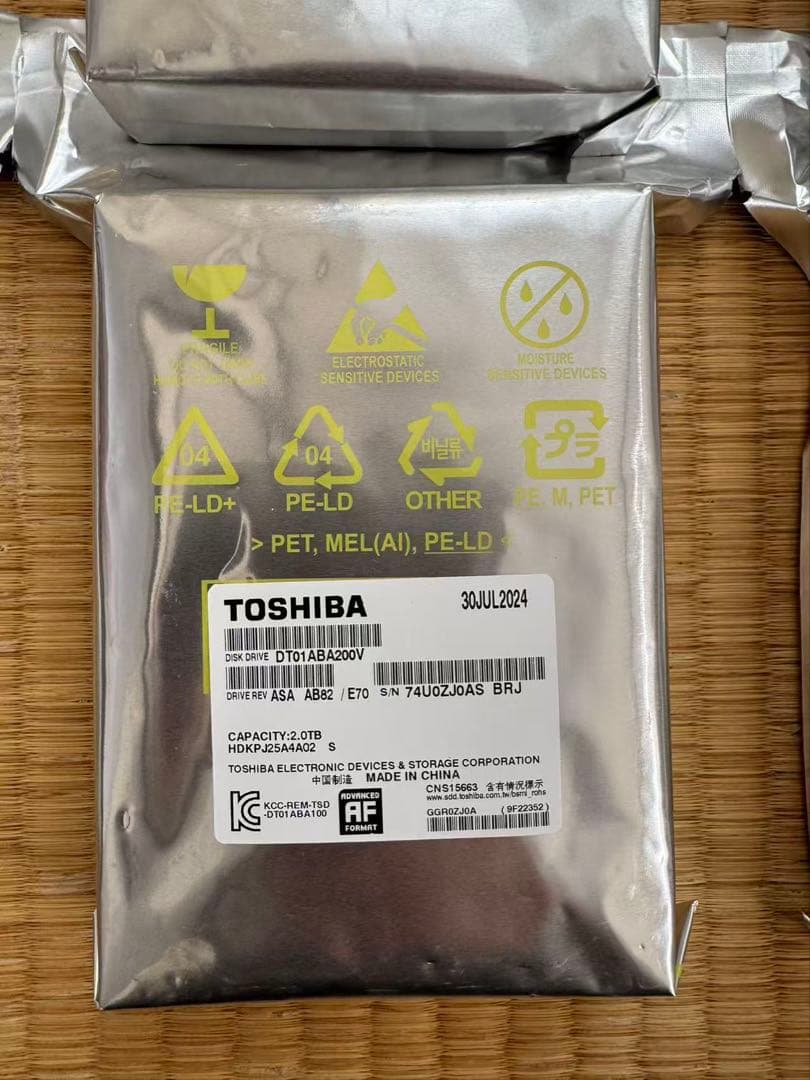 ELECTROSTATIC
SENSITIVE DEVICES
MOISTURE
SENSITIVE DEVICES
04
PE-LD+
04
PE-LD
비닐류
OTHER
プラ
PE, M, PET
> PET, MEL(Al), PE-LD <
TOSHIBA 30JUL2024
DISK DRIVE DT01ABA200V
DRIVE REV ASA AB82 / E70 S/N 74U0ZJ0AS BRJ
CAPACITY:2.0TB
HDKPJ25A4A02 S
TOSHIBA ELECTRONIC DEVICES & STORAGE CORPORATION
中国制造 MADE IN CHINA
KCC-REM-TSD
-DT01ABA100
ADVANCED
AF
FORMAT
CNS15663 含有情況標示
www.sdd.toshiba.com.tw/bsmi_rohs
GGR0ZJ0A (9F22352)